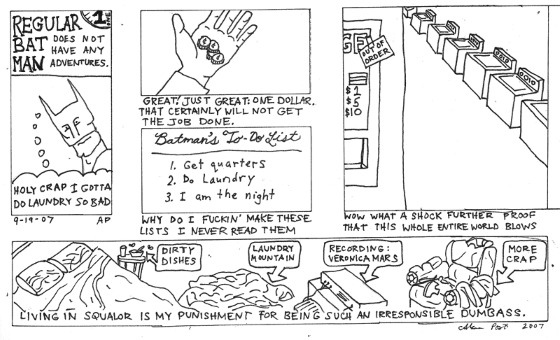 REGULAR 1
BAT DOES NOT
MAN HAVE ANY
ADVENTURES.
HOLY CRAP I GOTTA
DO LAUNDRY SO BAD
9-19-07 AP
GREAT! JUST GREAT: ONE DOLLAR.
THAT CERTAINLY WILL NOT GET
THE JOB DONE.
Batman's To-Do List
1. Get quarters
2. Do Laundry
3. I am the night
WHY DO I FUCKIN' MAKE THESE
LISTS I NEVER READ THEM
OUT OF
ORDER
$1
$5
$10
WOW WHAT A SHOCK FURTHER PROOF
THAT THIS WHOLE ENTIRE WORLD BLOWS
DIRTY
DISHES
LAUNDRY
MOUNTAIN
RECORDING:
VERONICA MARS
MORE
CRAP
LIVING IN SQUALOR IS MY PUNISHMENT FOR BEING SUCH AN IRRESPONSIBLE DUMBASS.
2007